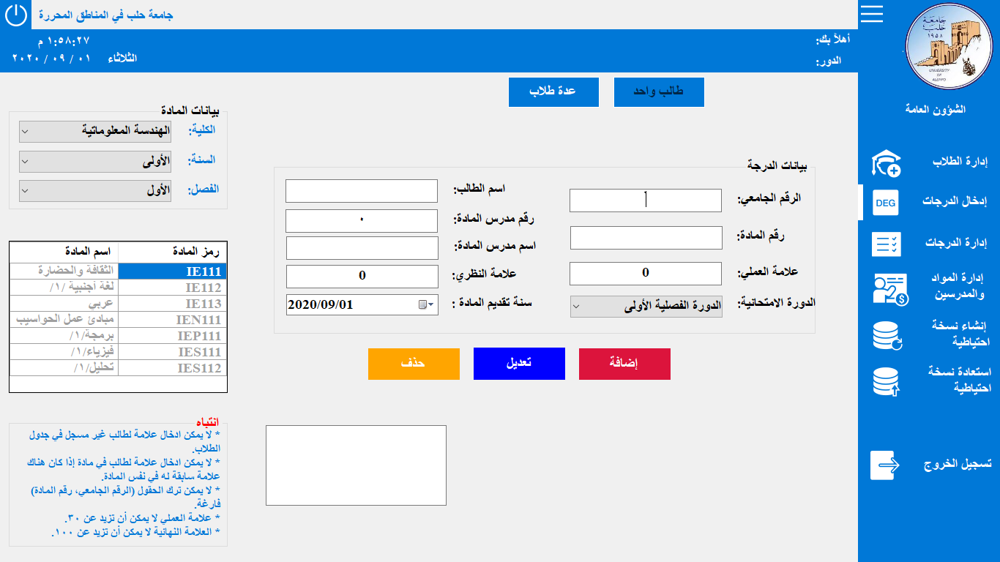 جامعة حلب في المناطق المحررة
١:٥٨:٢٧ م
الثلاثاء ٠١ / ٠٩ / ٢٠٢٠
أهلاً بك:
الدور:
جامعة حلب
١٩٥٨
UNIVERSITY
OF
ALEPPO
الشؤون العامة
إدارة الطلاب
إدخال الدرجات
DEG
إدارة الدرجات
إدارة المواد
والمدرسين
إنشاء نسخة
احتياطية
استعادة نسخة
احتياطية
تسجيل الخروج
طالب واحد
عدة طلاب
بيانات الدرجة
الرقم الجامعي:
اسم الطالب:
رقم مدرس المادة: ٠
رقم المادة:
اسم مدرس المادة:
علامة العملي: 0
علامة النظري: 0
الدورة الامتحانية: الدورة الفصلية الأولى
سنة تقديم المادة : 2020/09/01
إضافة
تعديل
حذف
بيانات المادة
الكلية: الهندسة المعلوماتية
السنة: الأولى
الفصل: الأول
رمز المادة اسم المادة
IE111 الثقافة والحضارة
IE112 لغة أجنبية /١/
IE113 عربي
IEN111 مبادئ عمل الحواسيب
IEP111 برمجة/١/
IES111 فيزياء/١/
IES112 تحليل/١/
انتباه
* لا يمكن ادخال علامة لطالب غير مسجل في جدول
الطلاب.
* لا يمكن ادخال علامة لطالب في مادة إذا كان هناك
علامة سابقة له في نفس المادة.
* لا يمكن ترك الحقول (الرقم الجامعي، رقم المادة)
فارغة.
* علامة العملي لا يمكن أن تزيد عن ٣٠.
* العلامة النهائية لا يمكن أن تزيد عن ١٠٠.